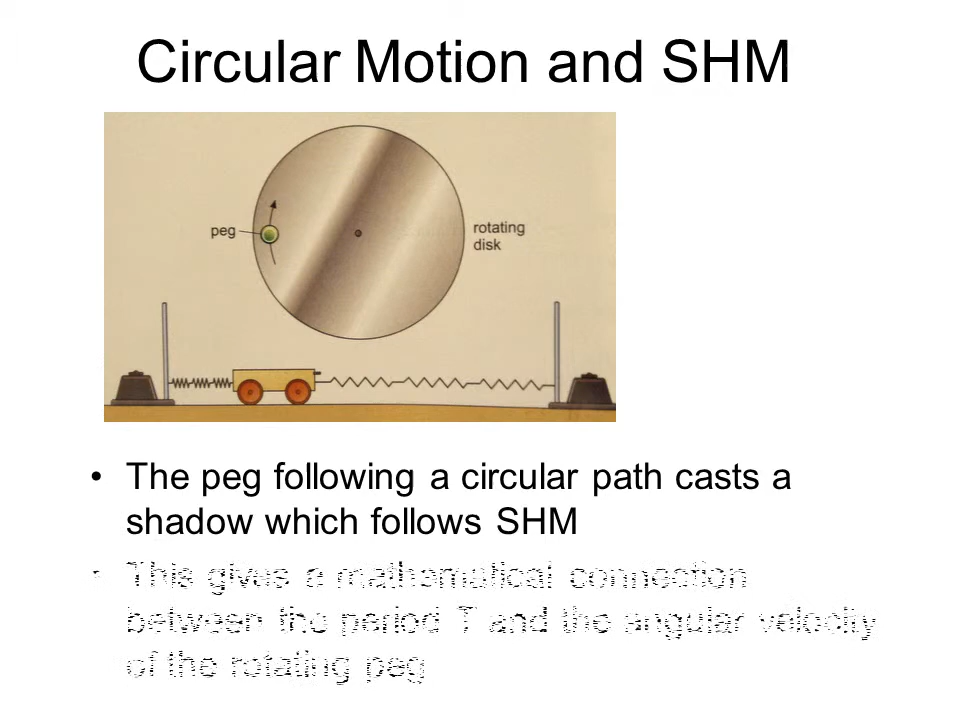 Circular Motion and SHM
peg
rotating
disk
• The peg following a circular path casts a
shadow which follows SHM
• This gives a mathematical connection
between the period T and the angular velocity
of the rotating peg